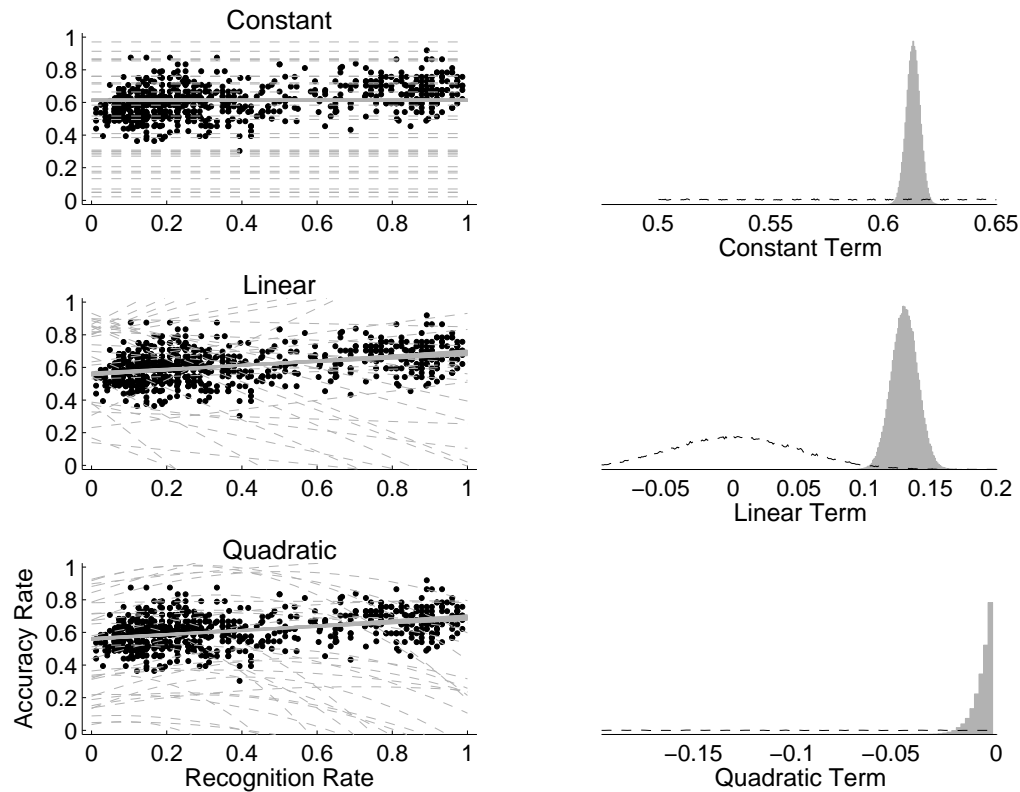 Constant
1
0.8
0.6
0.4
0.2
0
0 0.2 0.4 0.6 0.8 1
0.5 0.55 0.6 0.65
Constant Term
Linear
1
0.8
0.6
0.4
0.2
0
0 0.2 0.4 0.6 0.8 1
−0.05 0 0.05 0.1 0.15 0.2
Linear Term
Quadratic
Accuracy Rate
1
0.8
0.6
0.4
0.2
0
0 0.2 0.4 0.6 0.8 1
Recognition Rate
−0.15 −0.1 −0.05 0
Quadratic Term